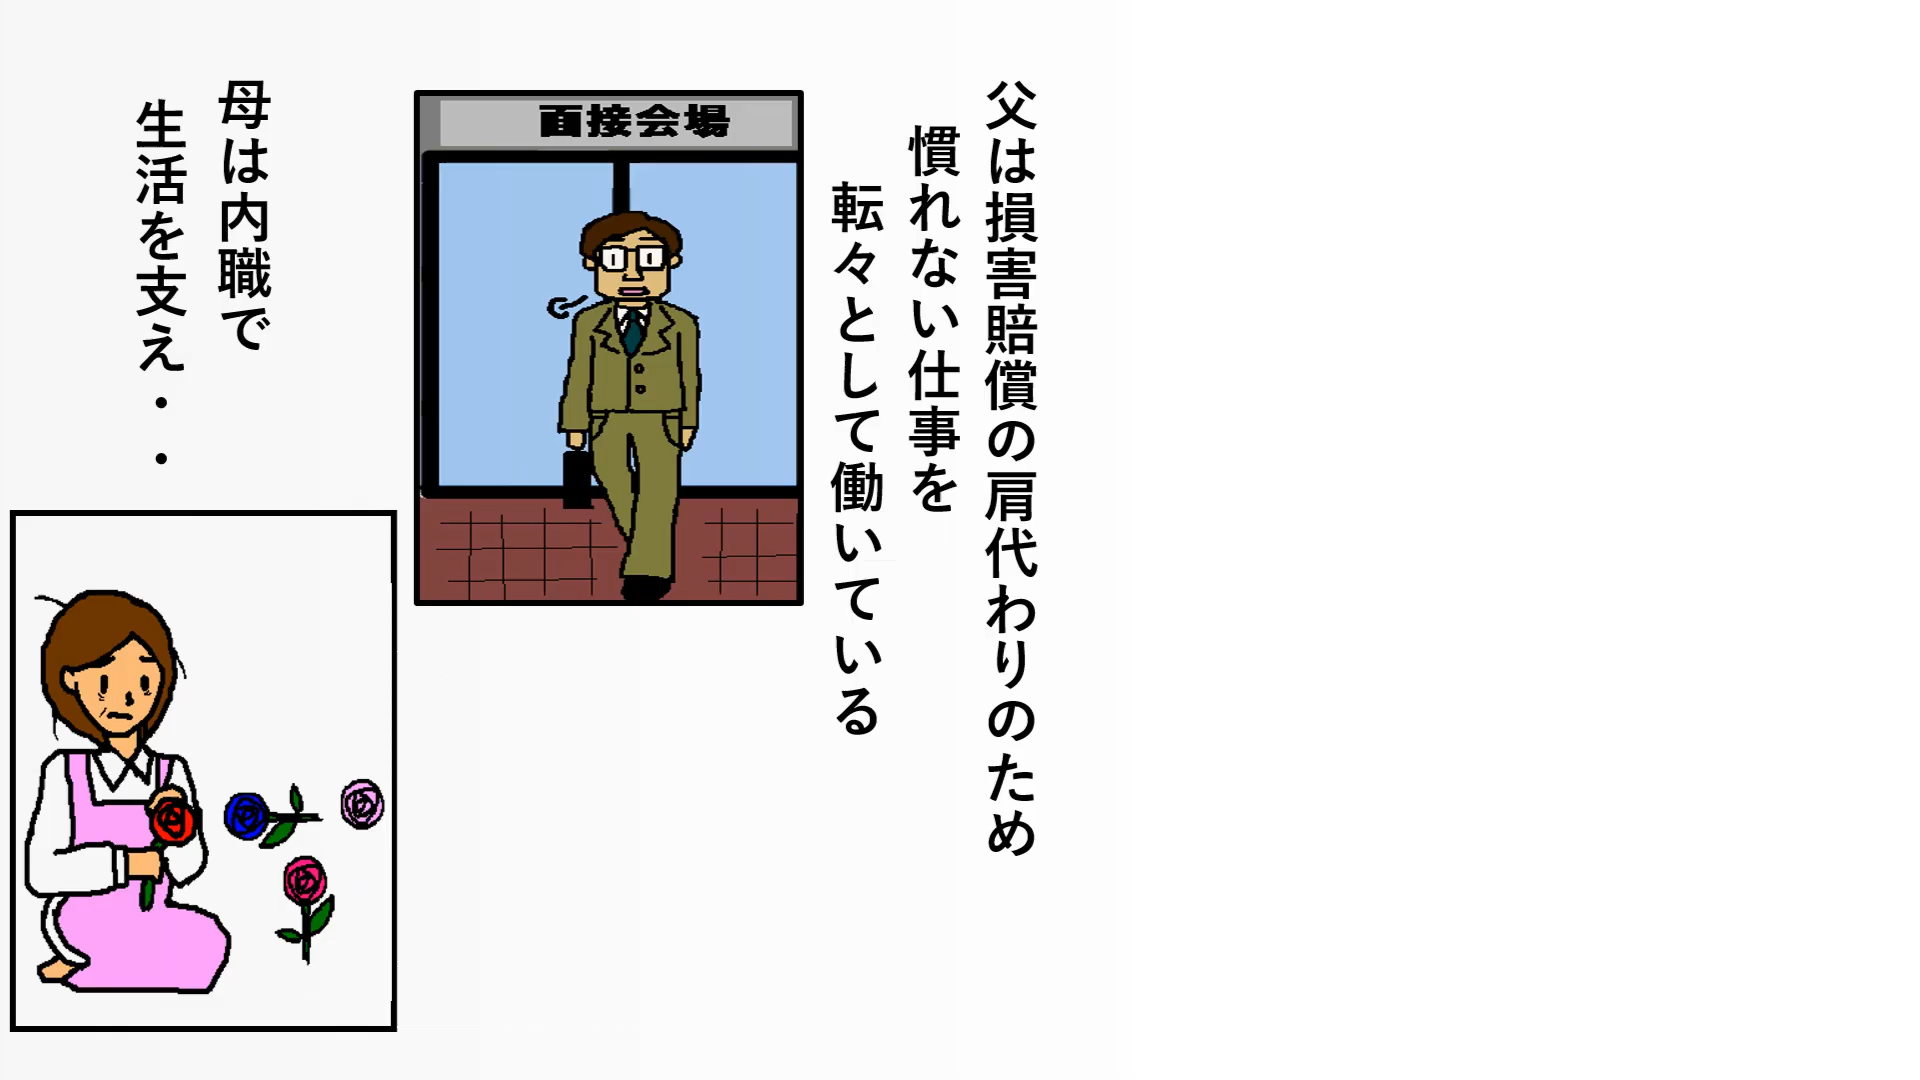 父は損害賠償の肩代わりのため
慣れない仕事を
転々として働いている
面接会場
母は内職で
生活を支え・・